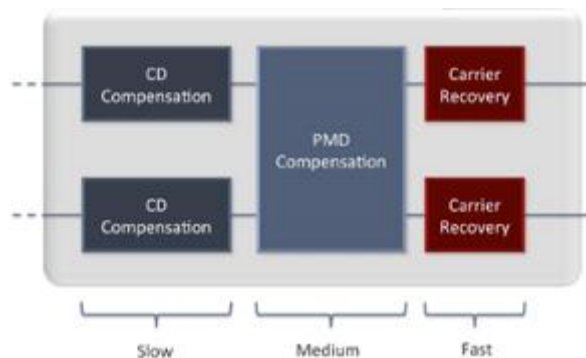 CD
Compensation
PMD
Compensation
Carrier
Recovery
CD
Compensation
Carrier
Recovery
Slow
Medium
Fast